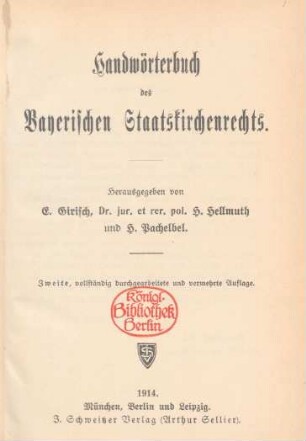 Handwörterbuch
des
Bayerischen Staatskirchenrechts.
Herausgegeben von
E. Girisch, Dr. jur. et rer. pol. H. Hellmuth
und H. Pachelbel.
Zweite, vollständig durchgearbeitete und vermehrte Auflage.
Königl.
Bibliothek
Berlin
1914.
München, Berlin und Leipzig.
J. Schweitzer Verlag (Arthur Sellier).